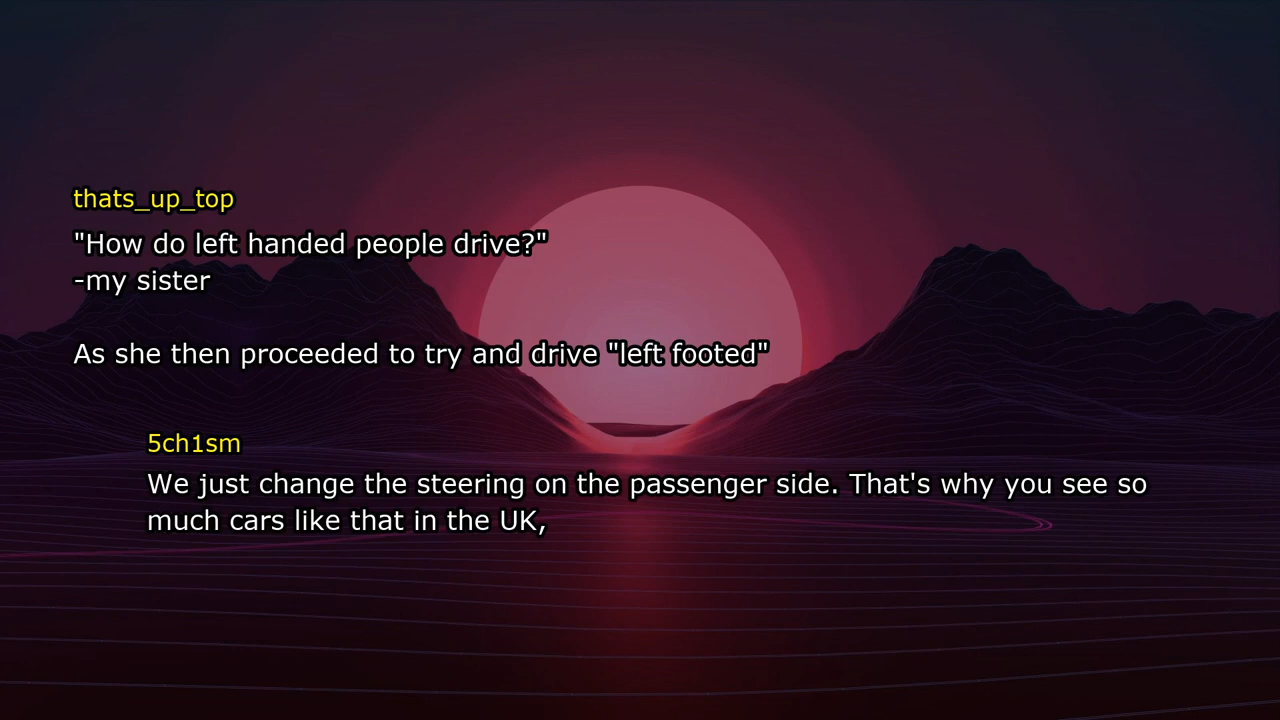 thats_up_top
"How do left handed people drive?"
-my sister
As she then proceeded to try and drive "left footed"
5ch1sm
We just change the steering on the passenger side. That's why you see so
much cars like that in the UK,